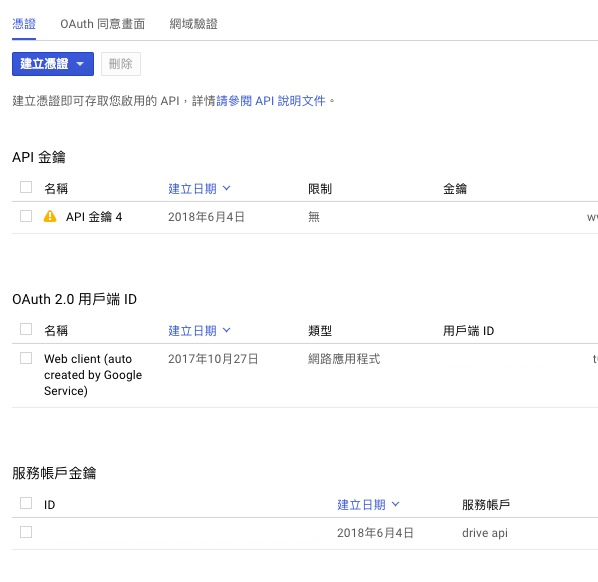 憑證 OAuth 同意畫面 網域驗證
建立憑證 刪除
建立憑證即可存取您啟用的 API，詳情請參閱 API 說明文件。
API 金鑰
名稱 建立日期 限制 金鑰
API 金鑰 4 2018年6月4日 無
OAuth 2.0 用戶端 ID
名稱 建立日期 類型 用戶端 ID
Web client (auto 2017年10月27日 網路應用程式
created by Google
Service)
服務帳戶金鑰
ID 建立日期 服務帳戶
2018年6月4日 drive api